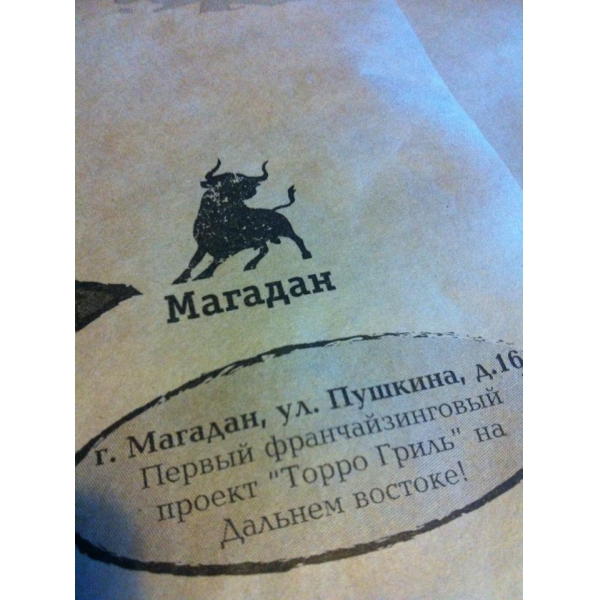 Магадан
г. Магадан, ул. Пушкина, д.16,
Первый франчайзинговый
проект "Торро Гриль" на
Дальнем востоке!